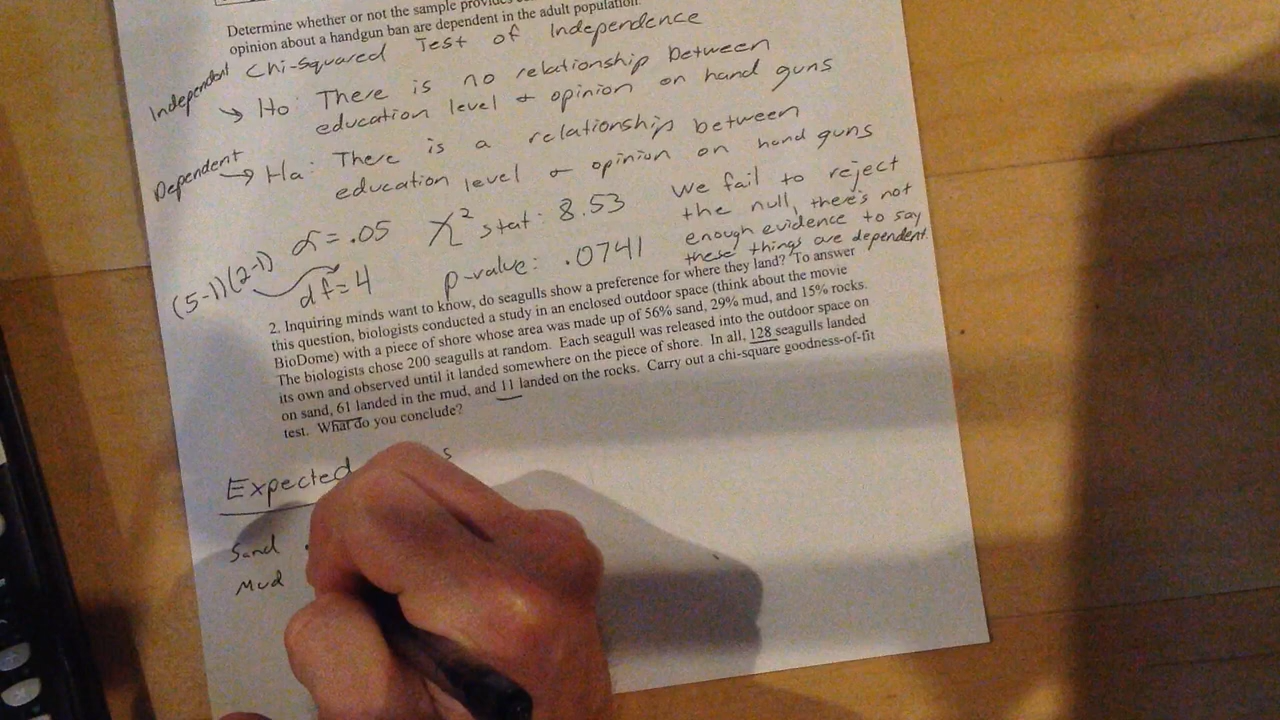 Determine whether or not the sample
opinion about a handgun ban are dependent in the adult population.
Chi-Squared Test of Independence
Independent
→ Ho: There is no relationship between
education level + opinion on hand guns
Dependent
→ Ha: There is a relationship between
education level + opinion on hand guns
α = .05 χ² stat: 8.53
(5-1)(2-1)
df=4 p-value: .0741
We fail to reject
the null, there's not
enough evidence to say
these things are dependent.
2. Inquiring minds want to know, do seagulls show a preference for where they land? To answer
this question, biologists conducted a study in an enclosed outdoor space (think about the movie
BioDome) with a piece of shore whose area was made up of 56% sand, 29% mud, and 15% rocks.
The biologists chose 200 seagulls at random. Each seagull was released into the outdoor space on
its own and observed until it landed somewhere on the piece of shore. In all, 128 seagulls landed
on sand, 61 landed in the mud, and 11 landed on the rocks. Carry out a chi-square goodness-of-fit
test. What do you conclude?
Expected
Sand
Mud